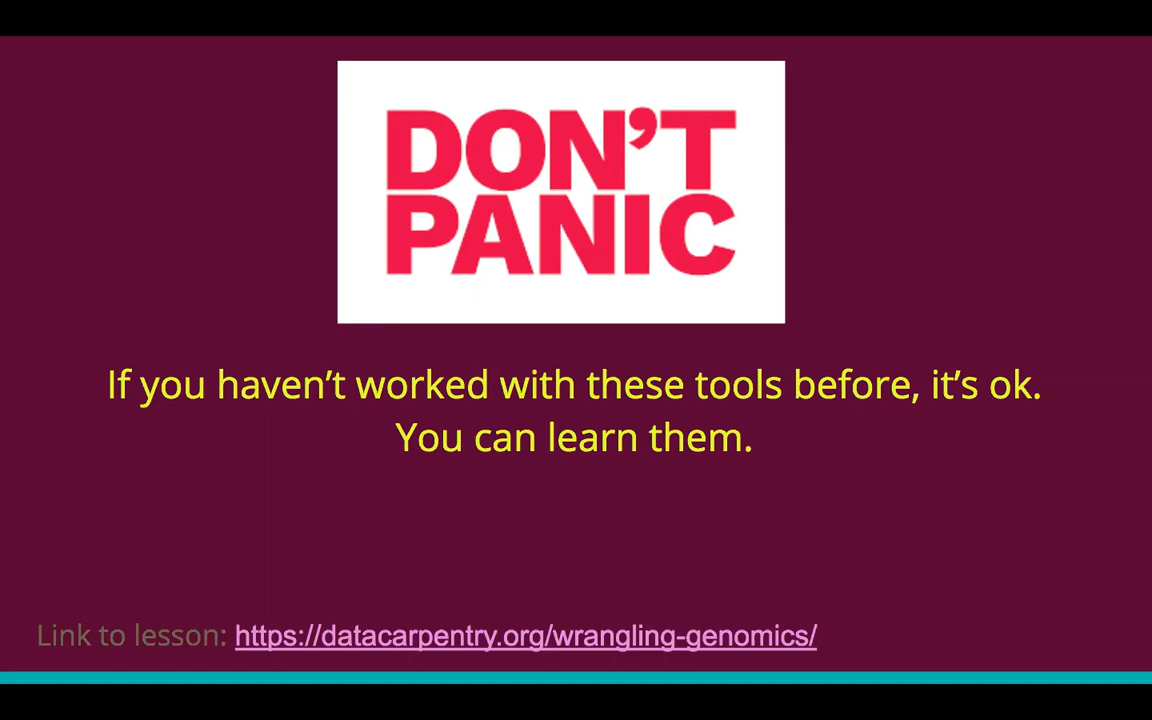 DON’T
PANIC
If you haven’t worked with these tools before, it’s ok.
You can learn them.
Link to lesson: https://datacarpentry.org/wrangling-genomics/